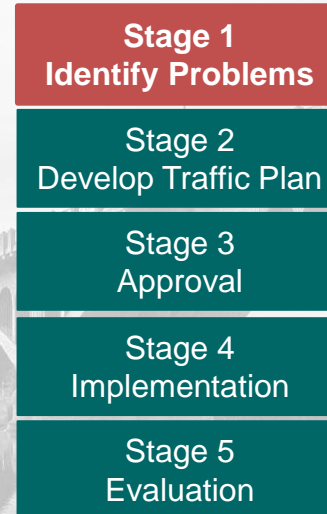 Stage 1
Identify Problems
Stage 2
Develop Traffic Plan
Stage 3
Approval
Stage 4
Implementation
Stage 5
Evaluation